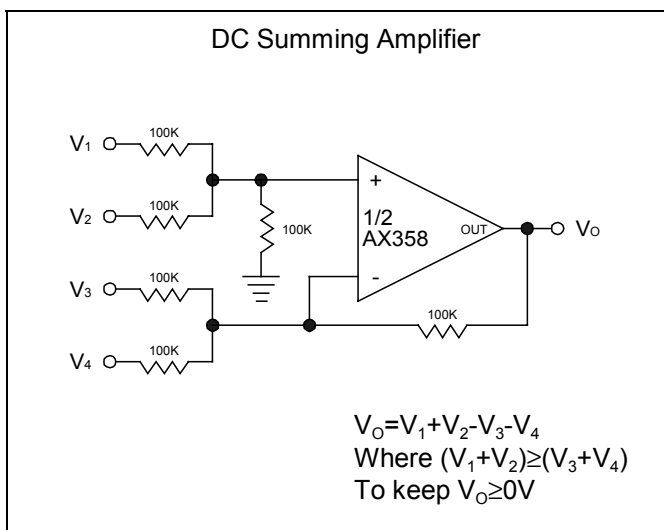 DC Summing Amplifier
V₁
100K
V₂
100K
100K
+
1/2
AX358
OUT
Vₒ
V₃
100K
-
V₄
100K
100K
Vₒ=V₁+V₂-V₃-V₄
Where (V₁+V₂)≥(V₃+V₄)
To keep Vₒ≥0V